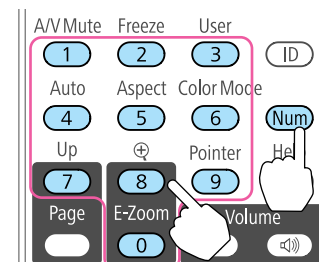 A/V Mute Freeze User
1 2 3 ID
Auto Aspect Color Mode
4 5 6 Num
Up Pointer
7 8 9
Page E-Zoom Volume
0